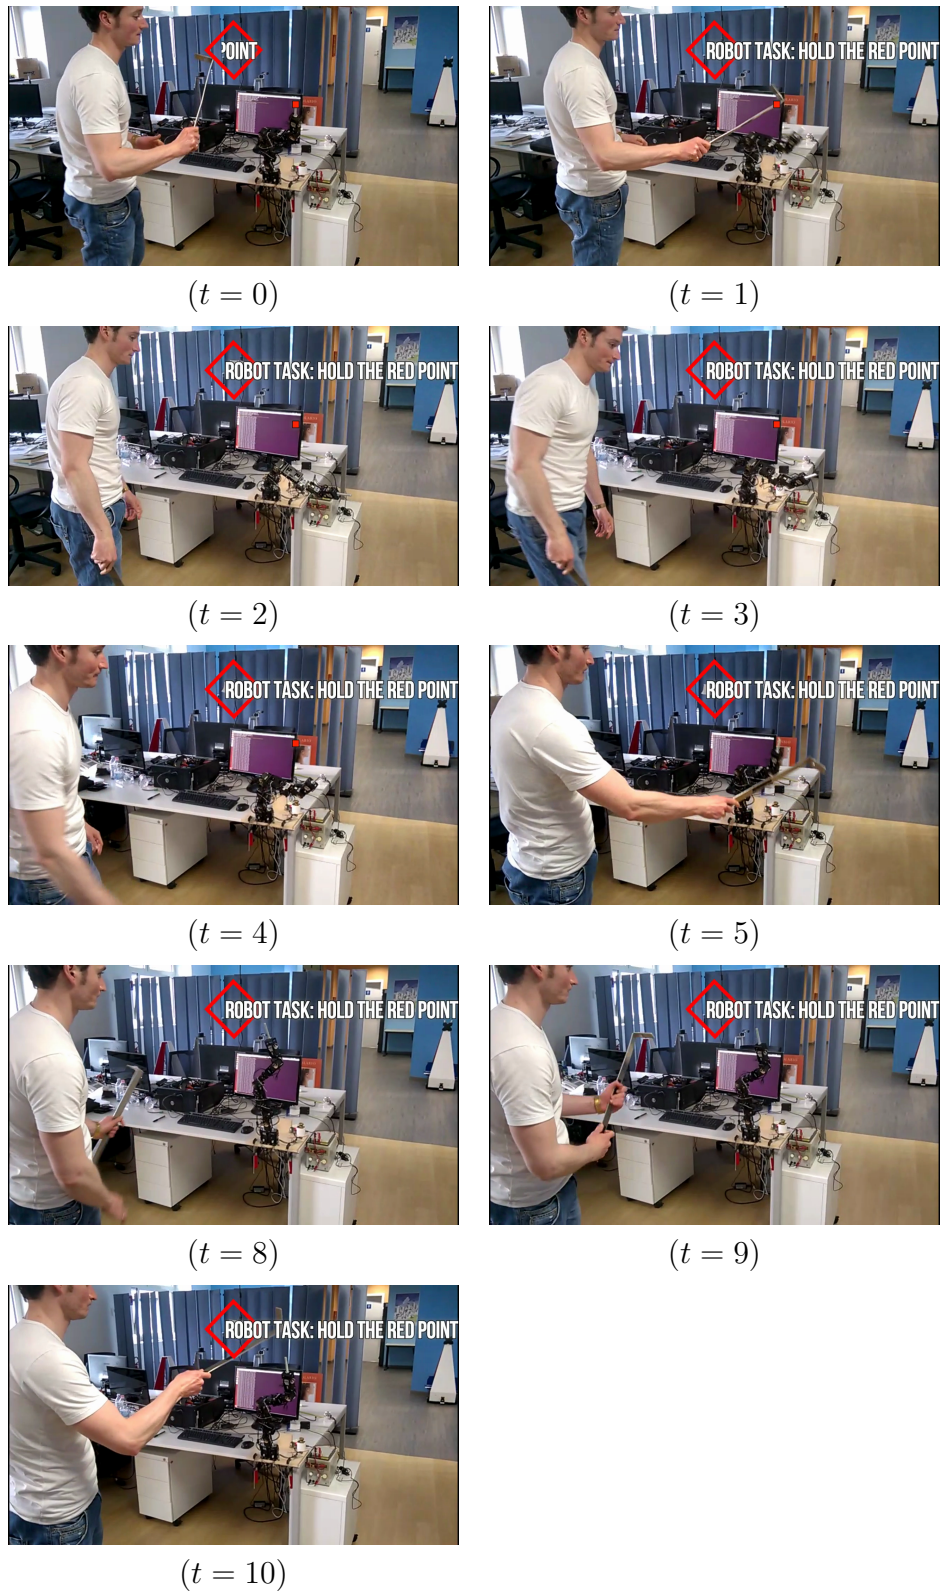 POINT
ROBOT TASK: HOLD THE RED POINT
(t = 0)
(t = 1)
ROBOT TASK: HOLD THE RED POINT
ROBOT TASK: HOLD THE RED POINT
(t = 2)
(t = 3)
ROBOT TASK: HOLD THE RED POINT
ROBOT TASK: HOLD THE RED POINT
(t = 4)
(t = 5)
ROBOT TASK: HOLD THE RED POINT
ROBOT TASK: HOLD THE RED POINT
(t = 8)
(t = 9)
ROBOT TASK: HOLD THE RED POINT
(t = 10)